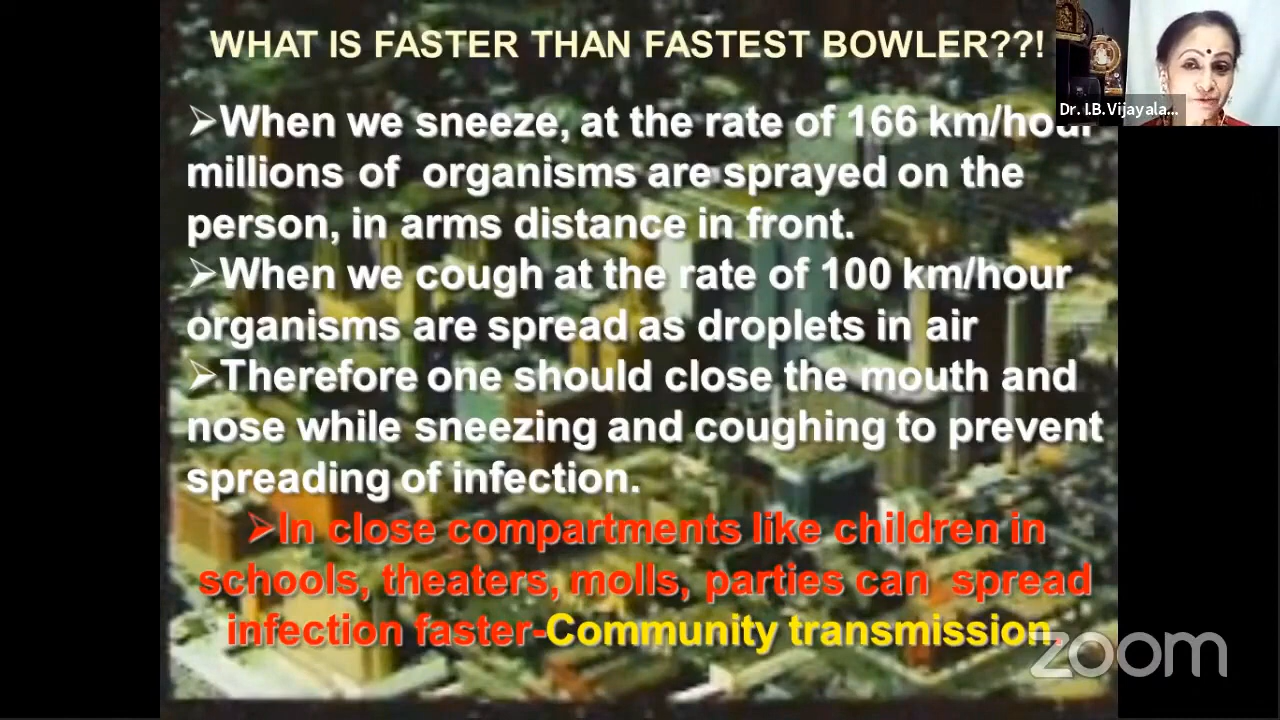 WHAT IS FASTER THAN FASTEST BOWLER??!
Dr. I.B.Vijayala...
➢When we sneeze, at the rate of 166 km/hour
millions of organisms are sprayed on the
person, in arms distance in front.
➢When we cough at the rate of 100 km/hour
organisms are spread as droplets in air
➢Therefore one should close the mouth and
nose while sneezing and coughing to prevent
spreading of infection.
➢In close compartments like children in
schools, theaters, molls, parties can spread
infection faster-Community transmission.
zoom